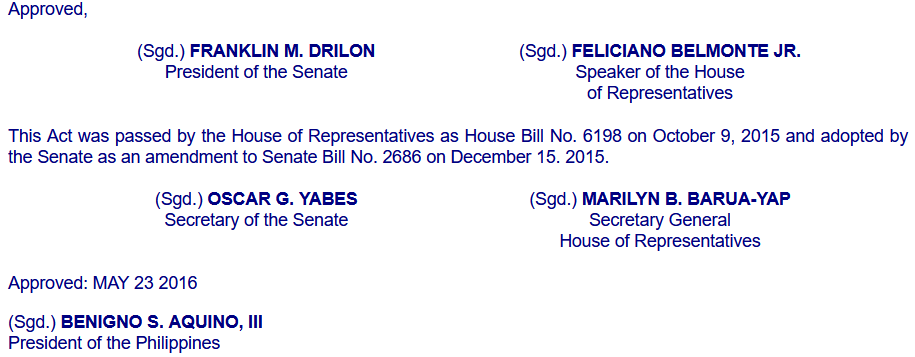 Approved,
(Sgd.) FRANKLIN M. DRILON
President of the Senate
(Sgd.) FELICIANO BELMONTE JR.
Speaker of the House
of Representatives
This Act was passed by the House of Representatives as House Bill No. 6198 on October 9, 2015 and adopted by
the Senate as an amendment to Senate Bill No. 2686 on December 15. 2015.
(Sgd.) OSCAR G. YABES
Secretary of the Senate
(Sgd.) MARILYN B. BARUA-YAP
Secretary General
House of Representatives
Approved: MAY 23 2016
(Sgd.) BENIGNO S. AQUINO, III
President of the Philippines